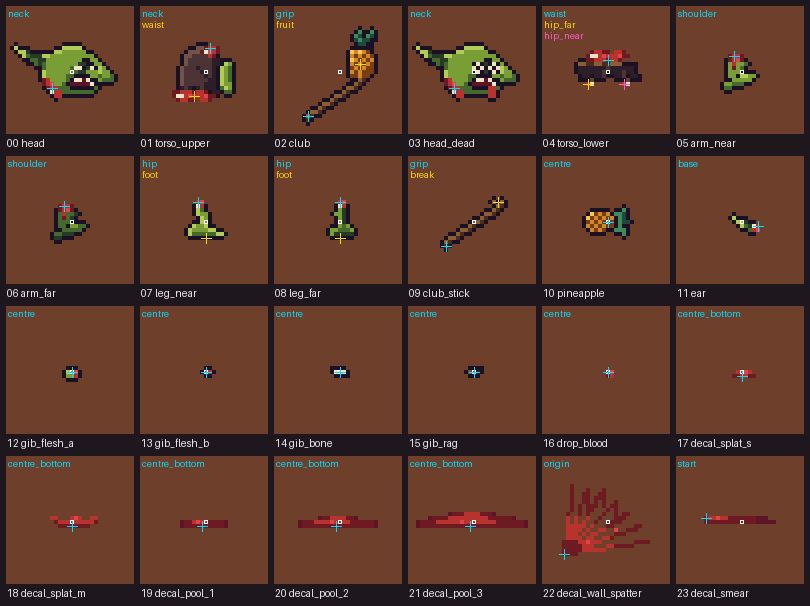 neck
00 head
neck
waist
01 torso_upper
grip
fruit
02 club
neck
03 head_dead
waist
hip_far
hip_near
04 torso_lower
shoulder
05 arm_near
shoulder
06 arm_far
hip
foot
07 leg_near
hip
foot
08 leg_far
grip
break
09 club_stick
centre
10 pineapple
base
11 ear
centre
12 gib_flesh_a
centre
13 gib_flesh_b
centre
14 gib_bone
centre
15 gib_rag
centre
16 drop_blood
centre_bottom
17 decal_splat_s
centre_bottom
18 decal_splat_m
centre_bottom
19 decal_pool_1
centre_bottom
20 decal_pool_2
centre_bottom
21 decal_pool_3
origin
22 decal_wall_spatter
start
23 decal_smear